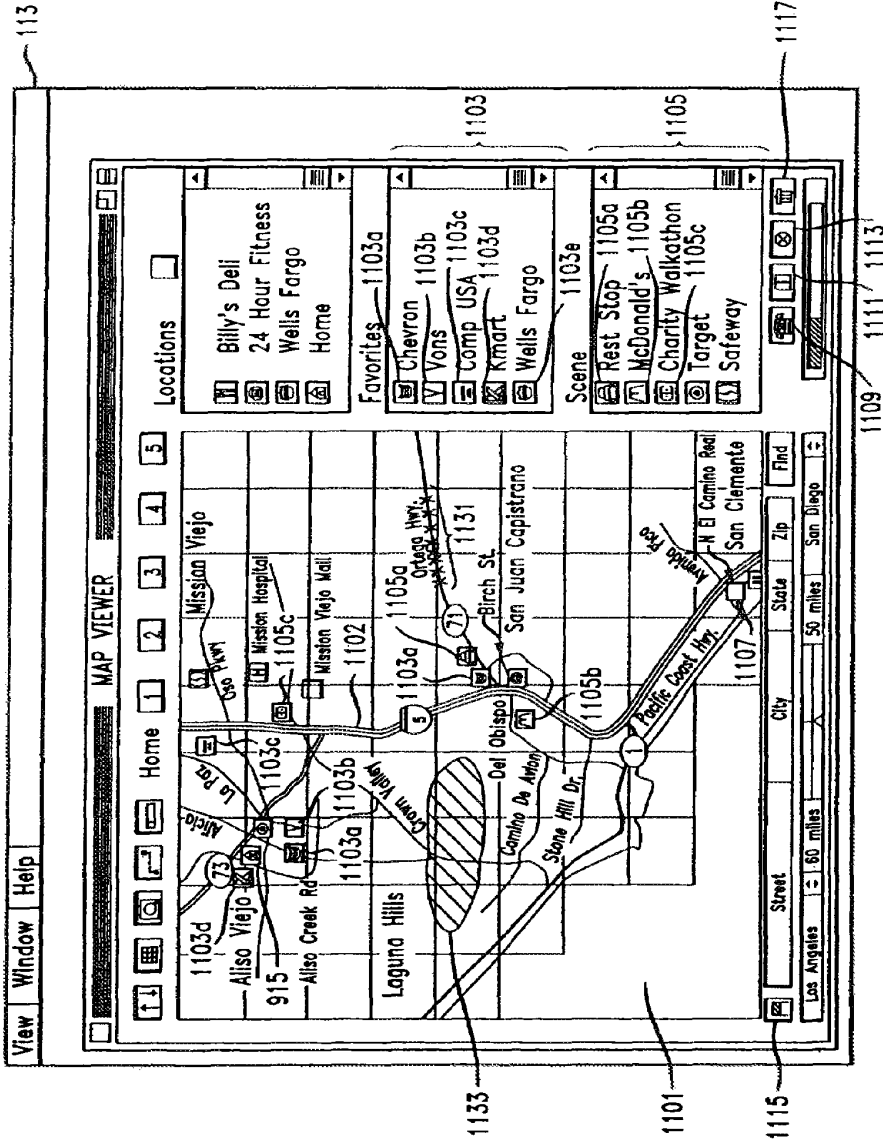 113
View Window Help
MAP VIEWER
Home 1 2 3 4 5
Locations
Billy's Deli
24 Hour Fitness
Wells Fargo
Home
Favorites 1103a
Chevron
1103b
Vons
1103c
Comp USA
1103d
Kmart
Wells Fargo
1103e
1103
Scene
Rest Stop 1105a
McDonald's 1105b
Charity Walkathon
1105c
Target
Safeway
1105
73
Alicia
La Paz
Oso Pkwy
Mission Viejo
1103d
Aliso Viejo
915
Aliso Creek Rd
1103c
H Mission Hospital
1105c
Mission Viejo Mall
1102
V 1103b
1103a
Crown Valley
Laguna Hills
5
1103a
1105a
71
Ortega Hwy.
XXXXXXX
1131
Birch St.
San Juan Capistrano
Del Obispo
1105b
Camino De Avion
Stone Hill Dr.
1
Pacific Coast Hwy.
Avenida Pico
N El Camino Real
San Clemente
1107
1133
1101
1115
Street City State Zip Find
Los Angeles 60 miles 50 miles San Diego
1109
1111
1113
1117